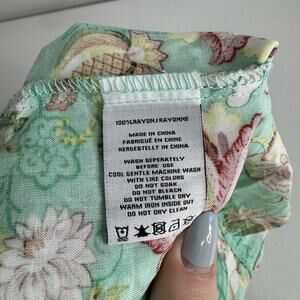 100%RAYON/RAYONNE
MADE IN CHINA
FABRIQUÉ EN CHINE
HERGESTELLT IN CHINA
WASH SEPERATELY
BEFORE USE
COOL GENTLE MACHINE WASH
WITH LIKE COLORS
DO NOT SOAK
DO NOT BLEACH
DO NOT TUMBLE DRY
WARM IRON INSIDE OUT
DO NOT DRY CLEAN